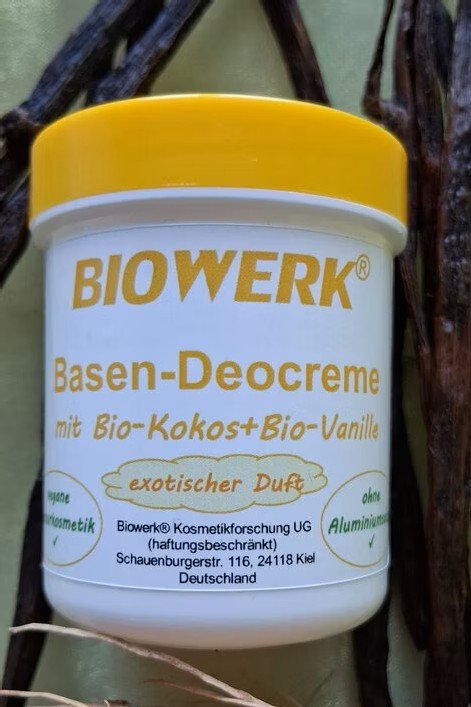 BIOWERK®
Basen-Deocreme
mit Bio-Kokos+Bio-Vanille
exotischer Duft
ohne
✓
✓
Biowerk® Kosmetikforschung UG
(haftungsbeschränkt)
Schauenburgerstr. 116, 24118 Kiel
Deutschland